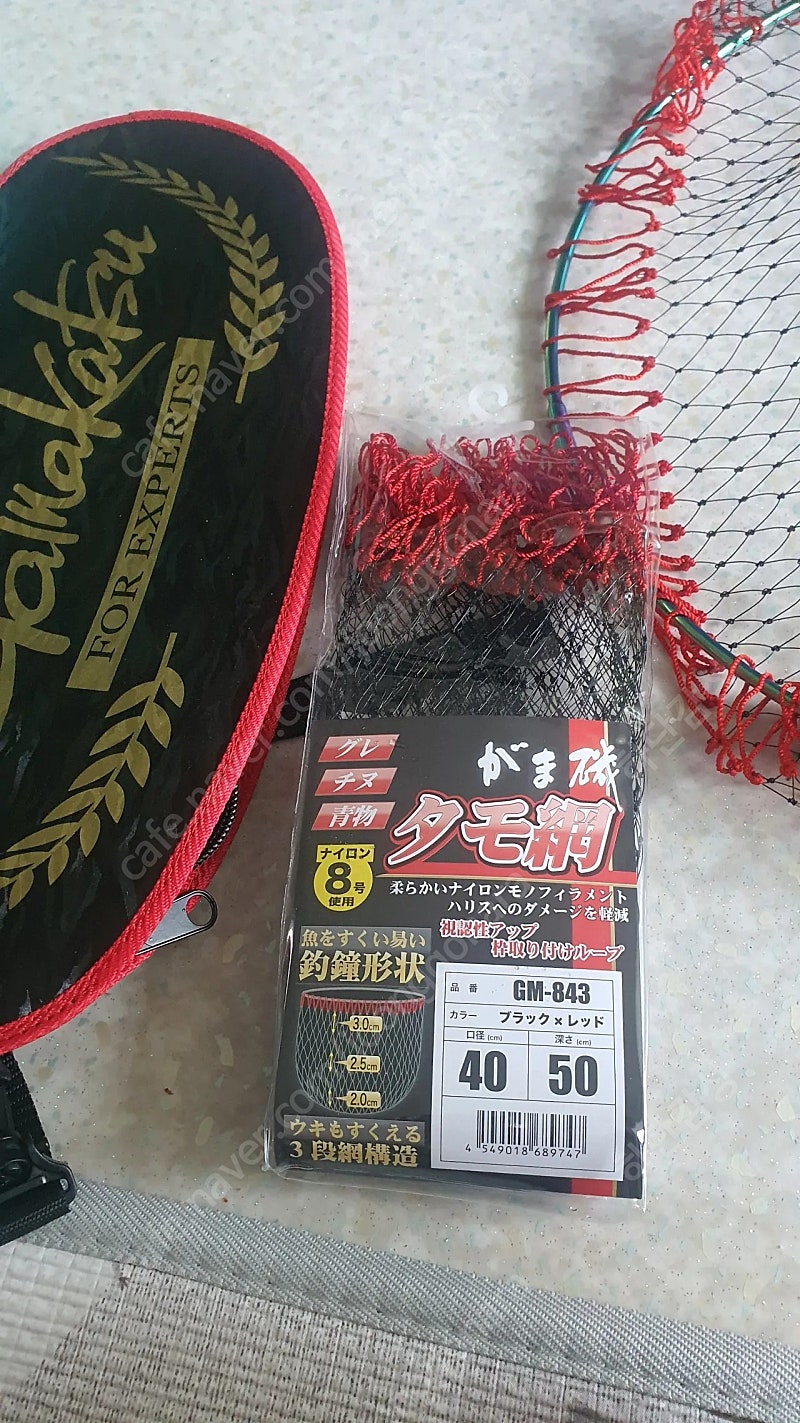 Gamakatsu
FOR EXPERTS
グレ
チヌ
青物
がま磯
タモ網
ナイロン
8号
使用
柔らかいナイロンモノフィラメント
ハリスへのダメージを軽減
視認性アップ
枠取り付けループ
魚をすくい易い
釣鐘形状
3.0cm
2.5cm
2.0cm
ウキもすくえる
3段網構造
品番 GM-843
カラー ブラック×レッド
口径(cm) 深さ(cm)
40 50
4 549018 689747
cafe.naver.com